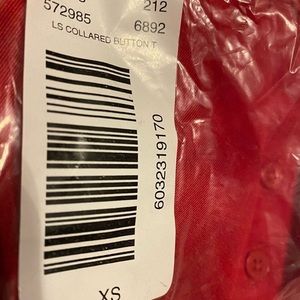 212
572985
6892
LS COLLARED BUTTON T
6032319170
XS